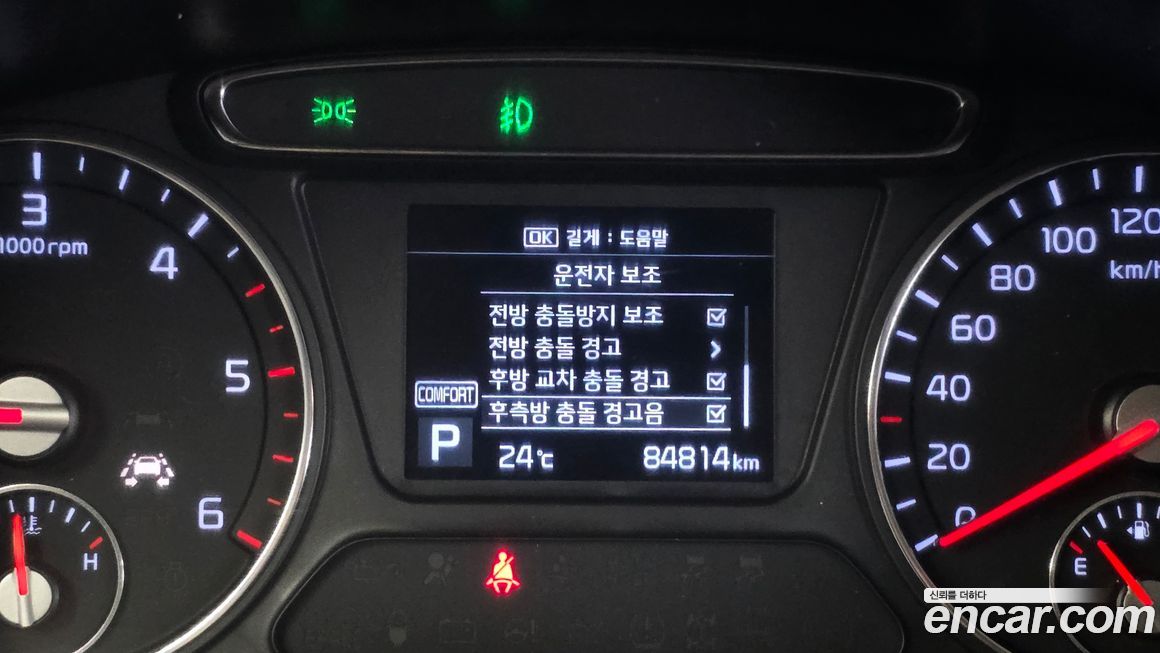 3
1000 rpm
4
5
6
H
OK 길게 : 도움말
운전자 보조
전방 충돌방지 보조
전방 충돌 경고
후방 교차 충돌 경고
후측방 충돌 경고음
COMFORT
P
24℃
84814km
120
100
km/h
80
60
40
20
0
E
신뢰를 더하다
encar.com